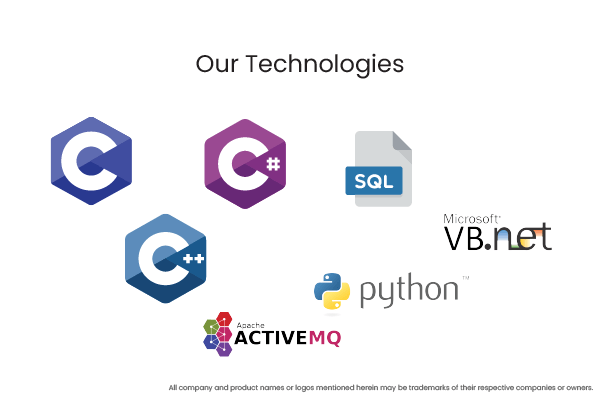 Our Technologies
C
C#
SQL
Microsoft®
VB.net
C++
python™
Apache
ACTIVEMQ
All company and product names or logos mentioned herein may be trademarks of their respective companies or owners.